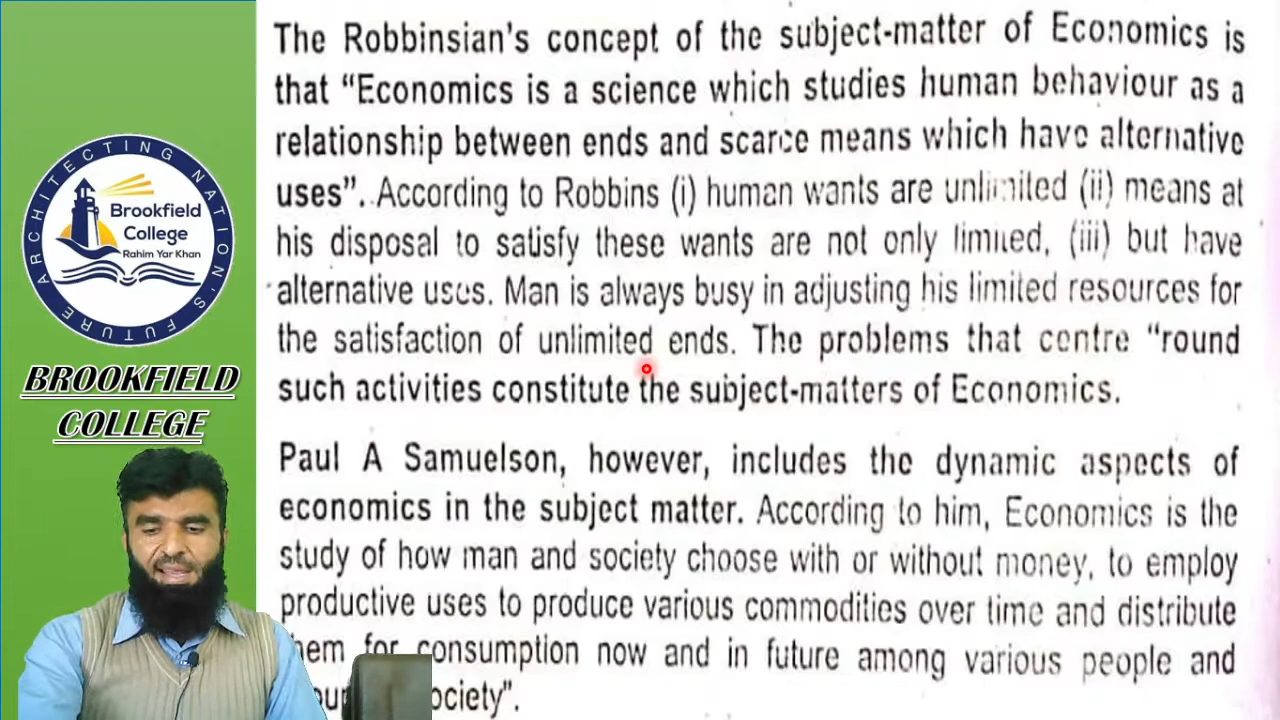 ARCHITECTING NATION'S FUTURE
Brookfield
College
Rahim Yar Khan
BROOKFIELD
COLLEGE
The Robbinsian's concept of the subject-matter of Economics is
that “Economics is a science which studies human behaviour as a
relationship between ends and scarce means which have alternative
uses”. According to Robbins (i) human wants are unlimited (ii) means at
his disposal to satisfy these wants are not only limited, (iii) but have
alternative uses. Man is always busy in adjusting his limited resources for
the satisfaction of unlimited ends. The problems that centre “round
such activities constitute the subject-matters of Economics.
Paul A Samuelson, however, includes the dynamic aspects of
economics in the subject matter. According to him, Economics is the
study of how man and society choose with or without money, to employ
productive uses to produce various commodities over time and distribute
for consumption now and in future among various people and